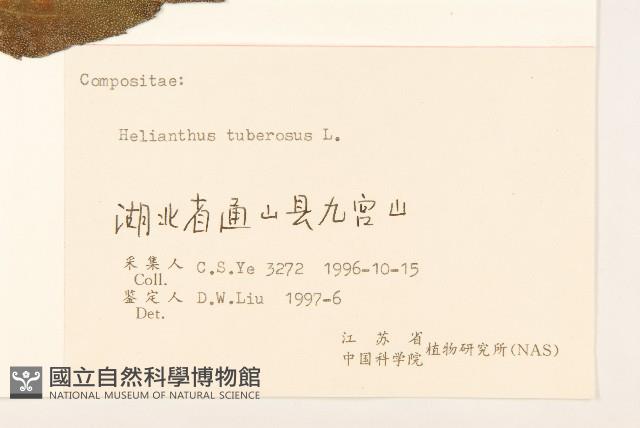 Compositae:
Helianthus tuberosus L.
湖北省通山县九宫山
采集人 C.S.Ye 3272 1996-10-15
Coll.
鉴定人 D.W.Liu 1997-6
Det.
江苏省
中国科学院植物研究所(NAS)
國立自然科學博物館
NATIONAL MUSEUM OF NATURAL SCIENCE